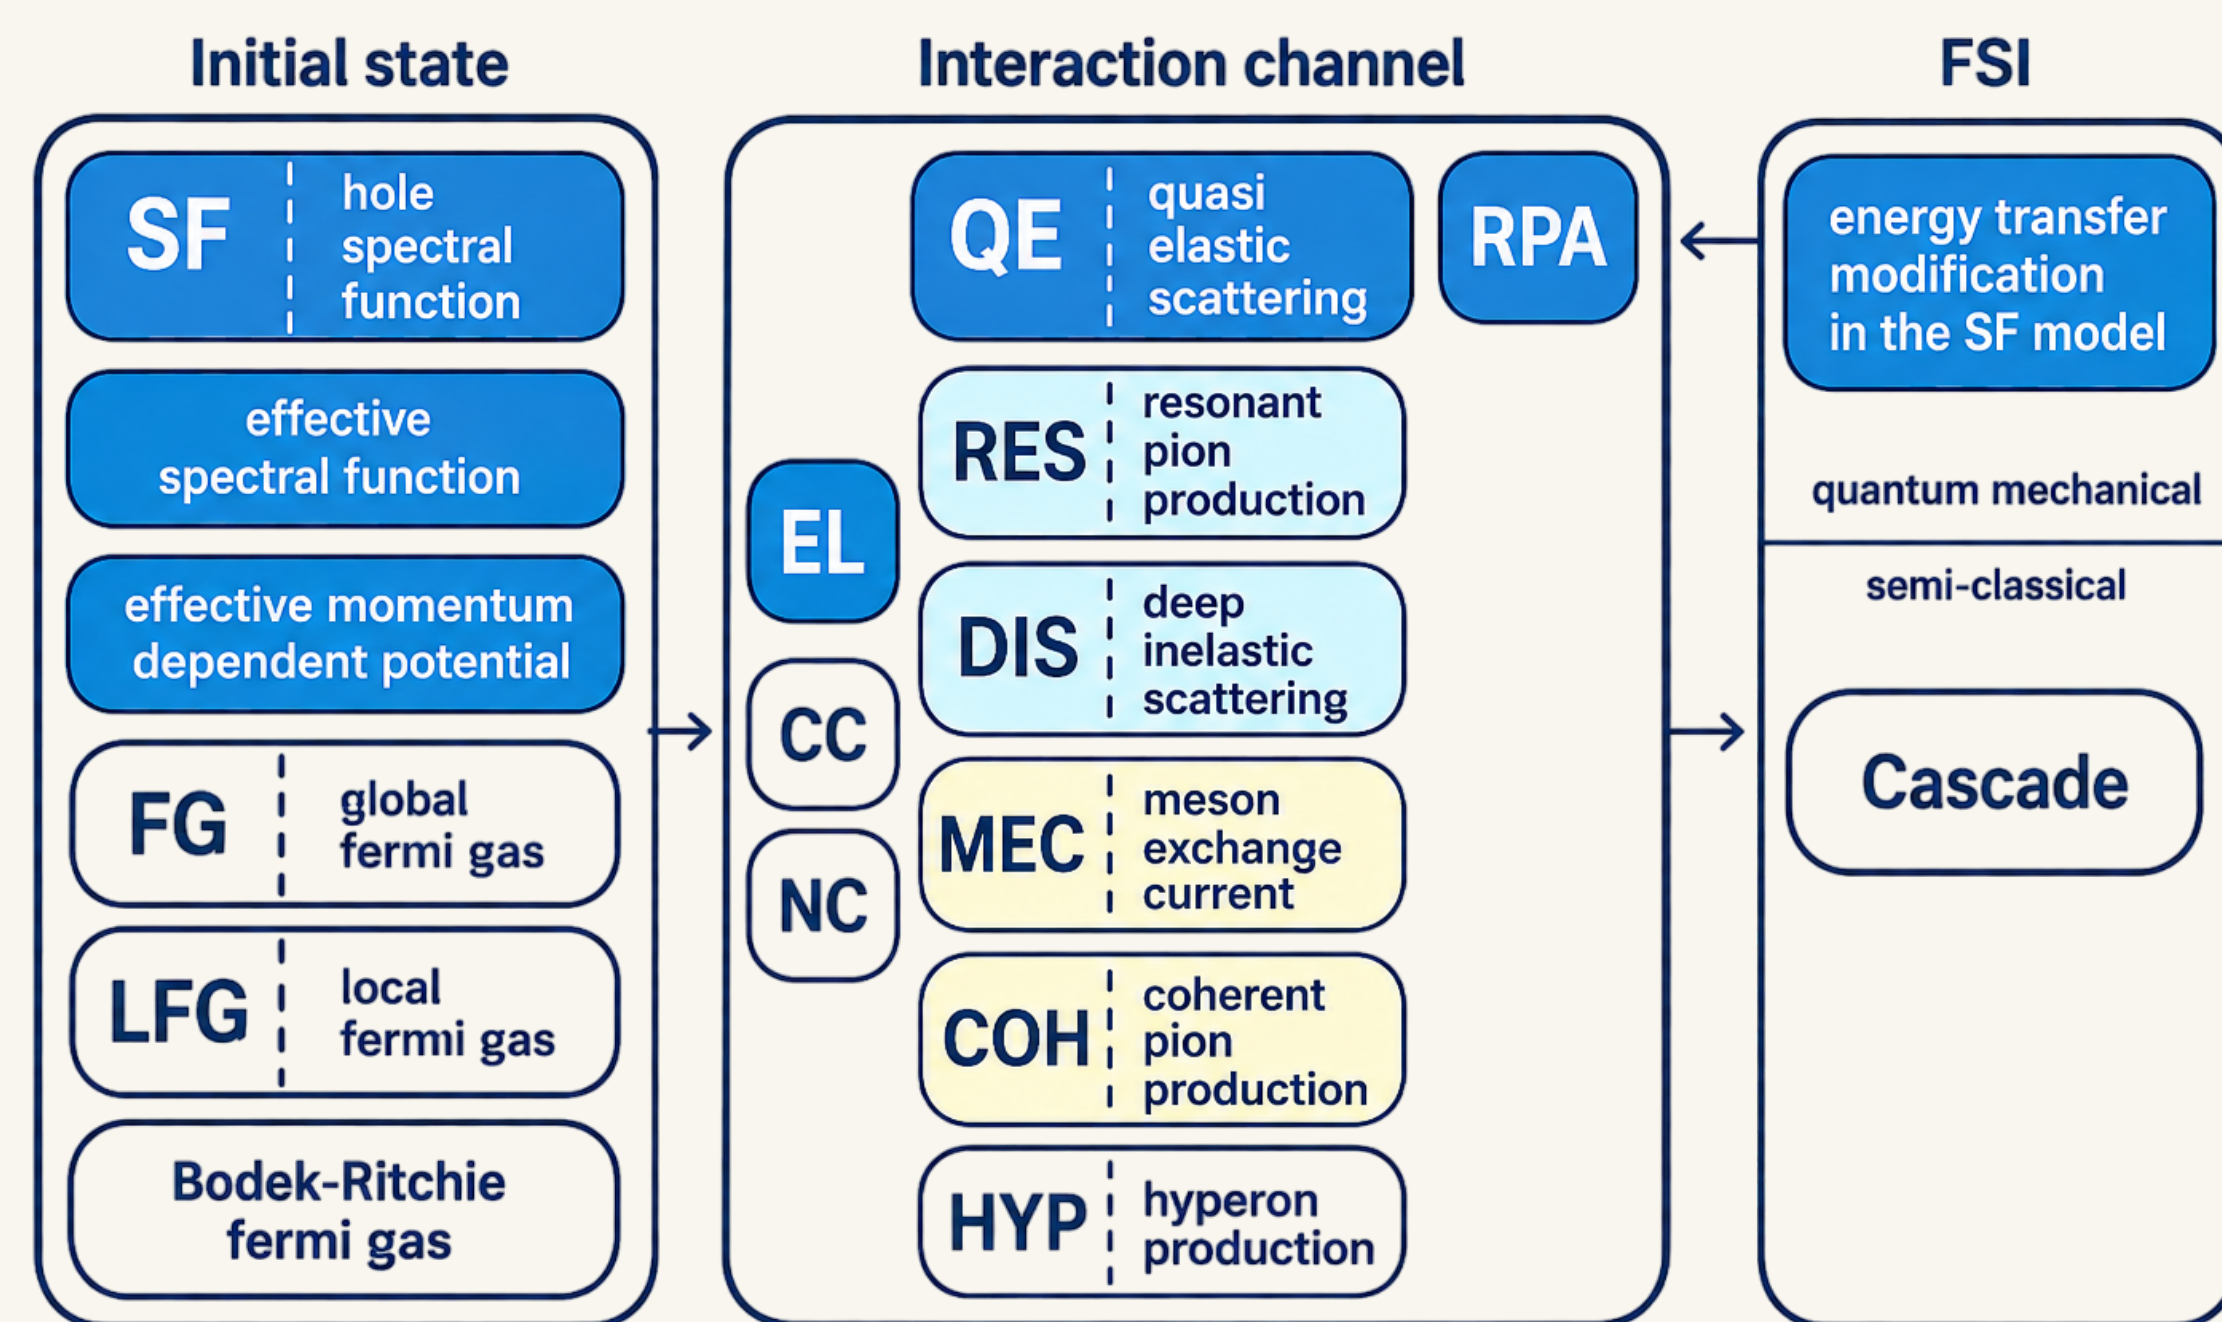 Initial state
SF
hole
spectral
function
effective
spectral function
effective momentum
dependent potential
FG
global
fermi gas
LFG
local
fermi gas
Bodek-Ritchie
fermi gas
Interaction channel
EL
CC
NC
QE
quasi
elastic
scattering
RPA
RES
resonant
pion
production
DIS
deep
inelastic
scattering
MEC
meson
exchange
current
COH
coherent
pion
production
HYP
hyperon
production
FSI
energy transfer
modification
in the SF model
quantum mechanical
semi-classical
Cascade